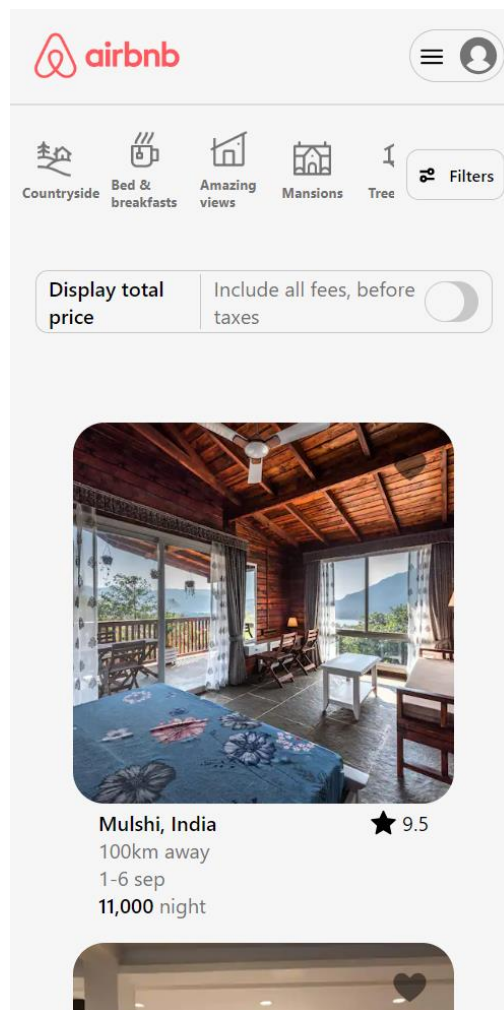 airbnb
Countryside
Bed &
breakfasts
Amazing
views
Mansions
Tree
Filters
Display total
price
Include all fees, before
taxes
Mulshi, India
9.5
100km away
1-6 sep
11,000 night